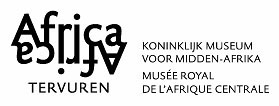 Africa
Africa
TERVUREN
KONINKLIJK MUSEUM
VOOR MIDDEN-AFRIKA
MUSÉE ROYAL
DE L'AFRIQUE CENTRALE